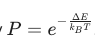 P = e^{-\frac{\Delta E}{k_B T}}